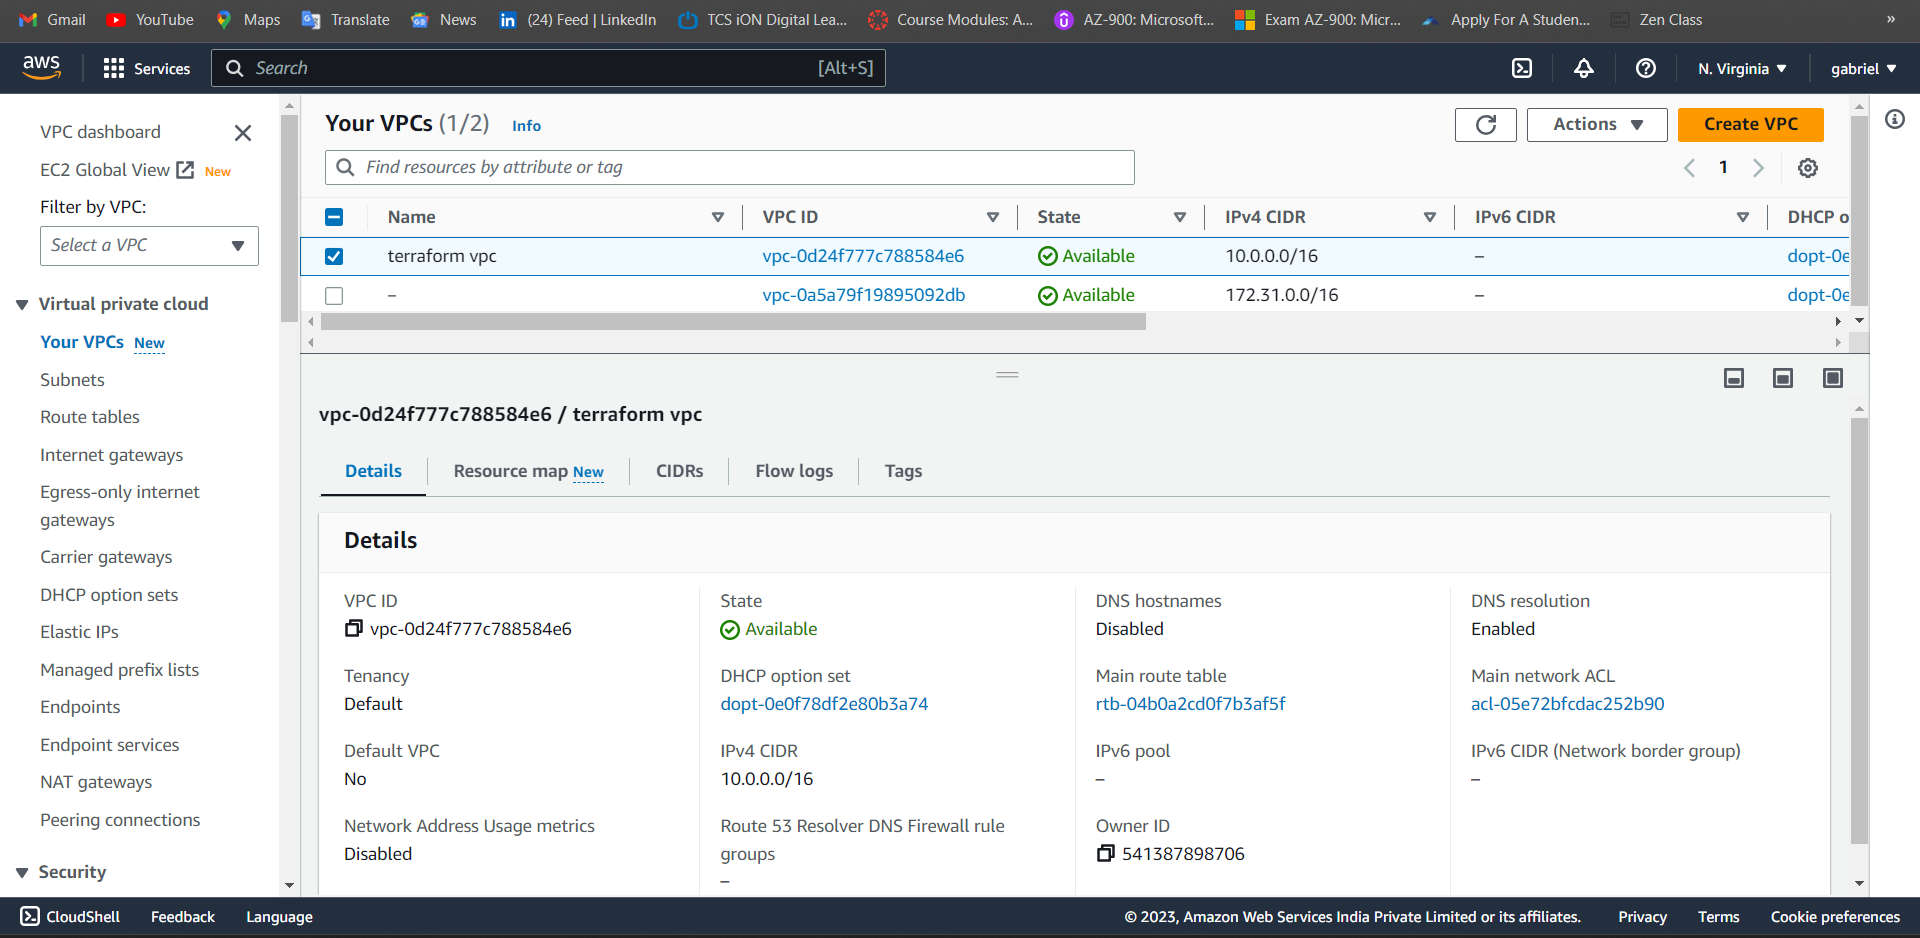 Gmail YouTube Maps Translate News (24) Feed | LinkedIn TCS iON Digital Lea... Course Modules: A... AZ-900: Microsoft... Exam AZ-900: Micr... Apply For A Studen... Zen Class »
aws Services Search [Alt+S] N. Virginia gabriel
VPC dashboard
EC2 Global View New
Filter by VPC:
Select a VPC
Virtual private cloud
Your VPCs New
Subnets
Route tables
Internet gateways
Egress-only internet
gateways
Carrier gateways
DHCP option sets
Elastic IPs
Managed prefix lists
Endpoints
Endpoint services
NAT gateways
Peering connections
Security
Your VPCs (1/2) Info Actions Create VPC
Find resources by attribute or tag 1
Name VPC ID State IPv4 CIDR IPv6 CIDR DHCP o
terraform vpc vpc-0d24f777c788584e6 Available 10.0.0.0/16 – dopt-0e
– vpc-0a5a79f19895092db Available 172.31.0.0/16 – dopt-0e
vpc-0d24f777c788584e6 / terraform vpc
Details Resource map New CIDRs Flow logs Tags
Details
VPC ID State DNS hostnames DNS resolution
vpc-0d24f777c788584e6 Available Disabled Enabled
Tenancy DHCP option set Main route table Main network ACL
Default dopt-0e0f78df2e80b3a74 rtb-04b0a2cd0f7b3af5f acl-05e72bfcdac252b90
Default VPC IPv4 CIDR IPv6 pool IPv6 CIDR (Network border group)
No 10.0.0.0/16 – –
Network Address Usage metrics Route 53 Resolver DNS Firewall rule Owner ID
Disabled groups 541387898706
–
CloudShell Feedback Language © 2023, Amazon Web Services India Private Limited or its affiliates. Privacy Terms Cookie preferences